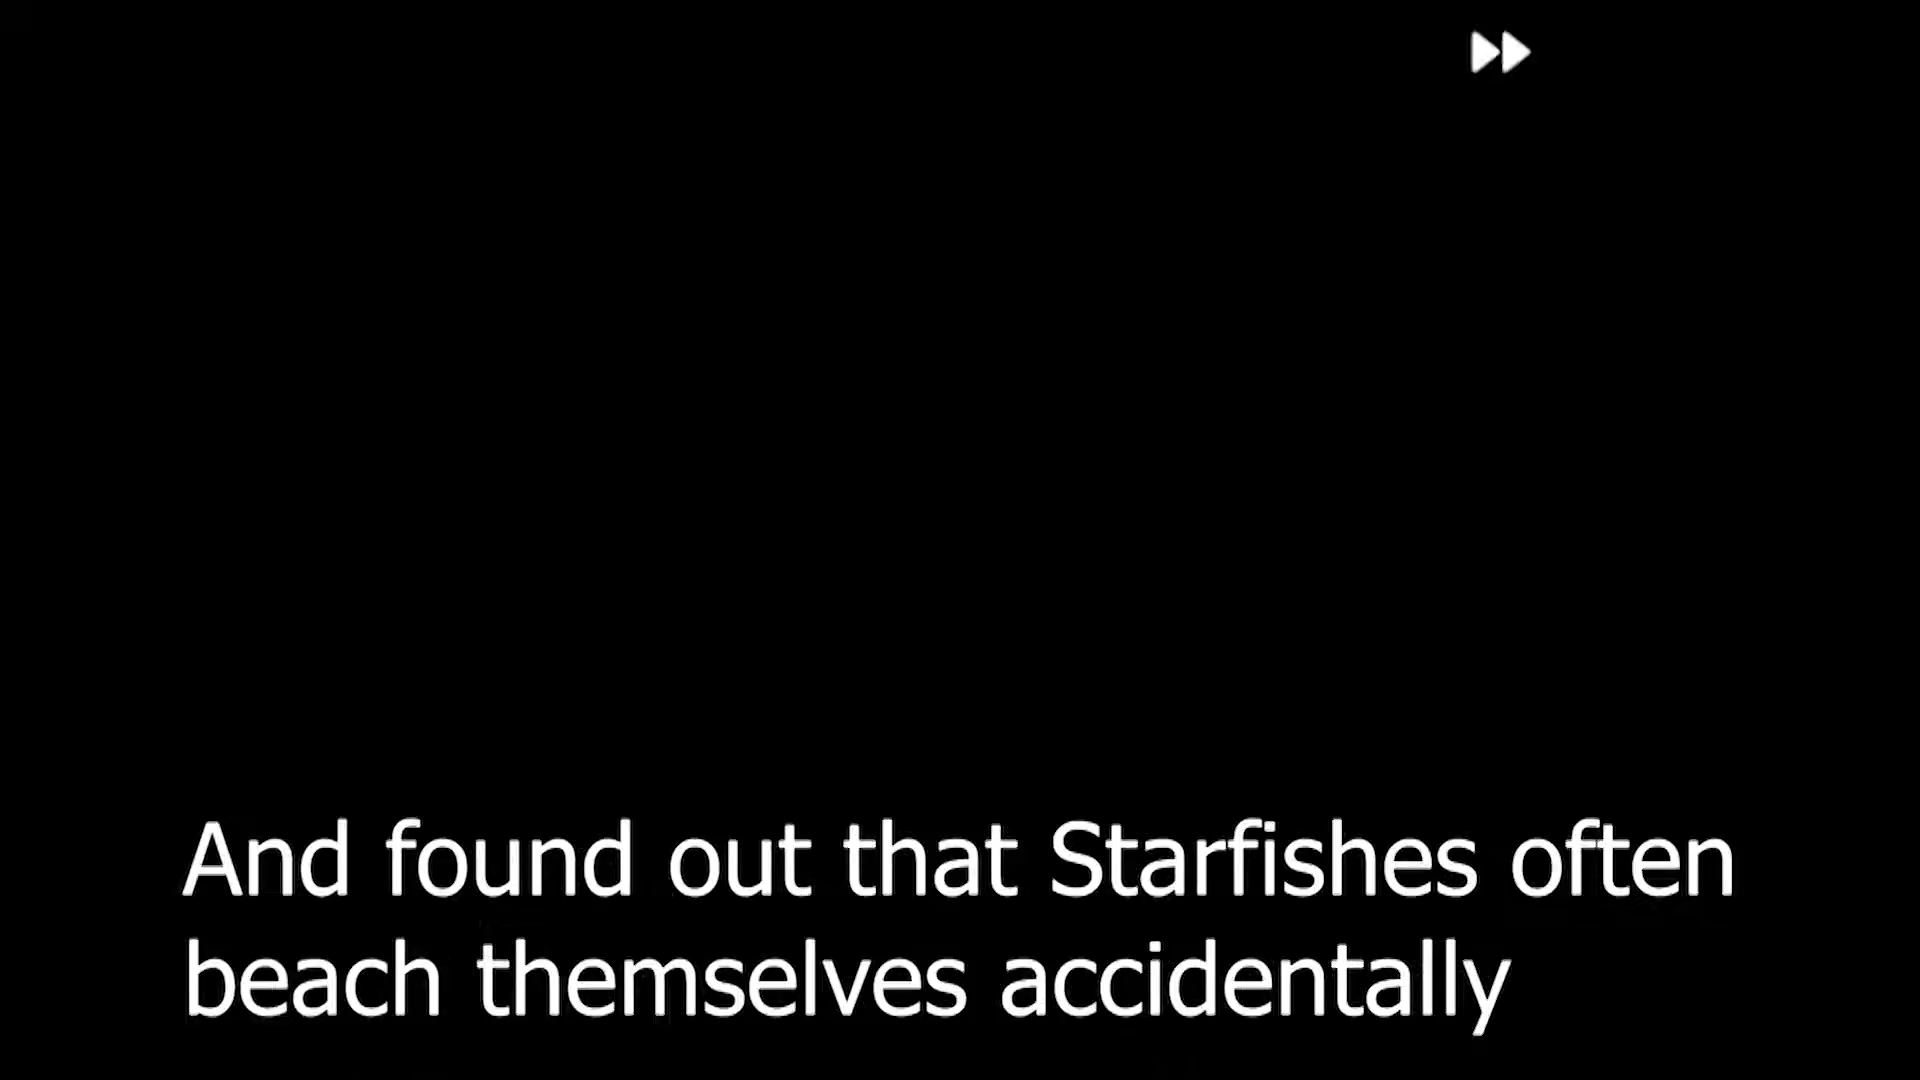 And found out that Starfishes often
beach themselves accidentally